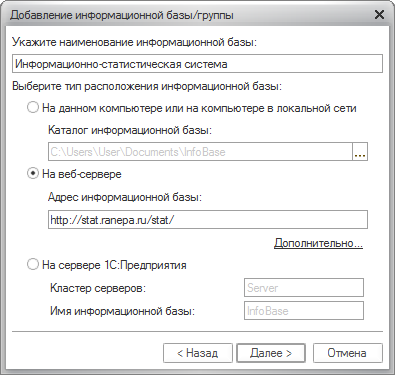 Добавление информационной базы/группы
Укажите наименование информационной базы:
Информационно-статистическая система
Выберите тип расположения информационной базы:
На данном компьютере или на компьютере в локальной сети
Каталог информационной базы:
C:\Users\User\Documents\InfoBase ...
На веб-сервере
Адрес информационной базы:
http://stat.ranepa.ru/stat/
Дополнительно...
На сервере 1С:Предприятия
Кластер серверов: Server
Имя информационной базы: InfoBase
< Назад Далее > Отмена